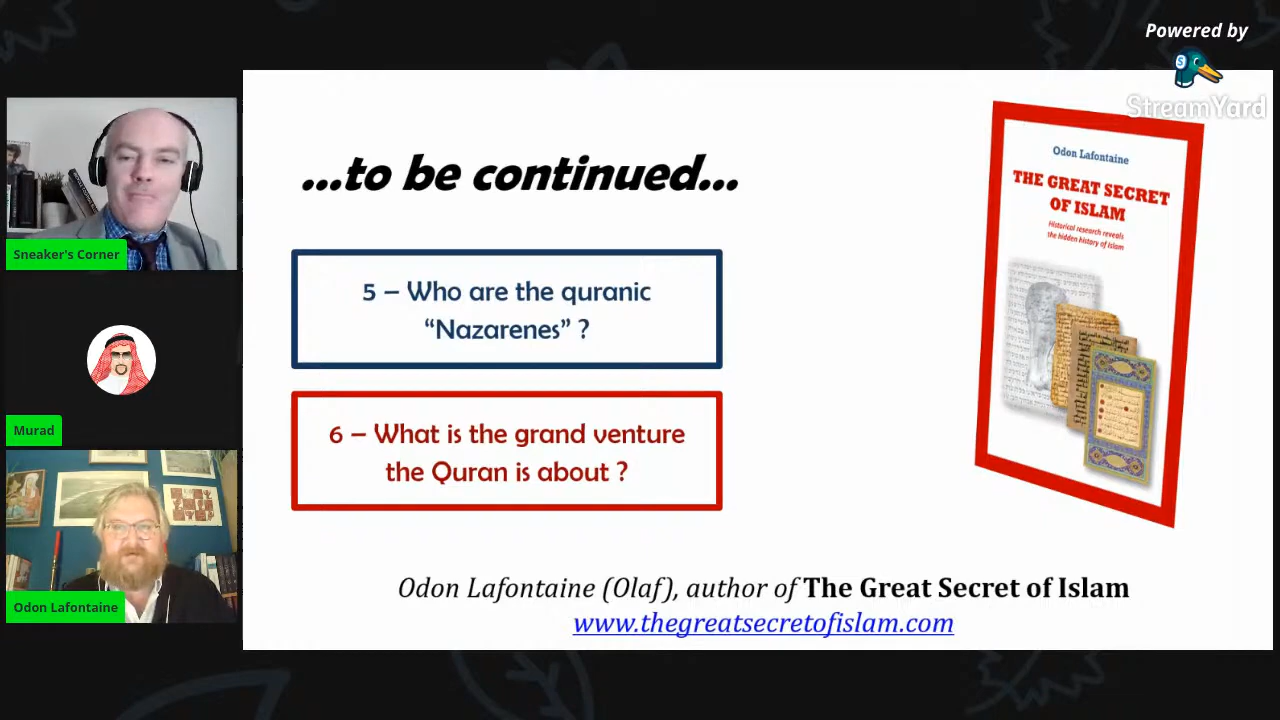 Powered by
StreamYard
Sneaker's Corner
Murad
Odon Lafontaine
...to be continued...
5 – Who are the quranic
“Nazarenes” ?
6 – What is the grand venture
the Quran is about ?
Odon Lafontaine
THE GREAT SECRET
OF ISLAM
Historical research reveals
the hidden history of Islam
Odon Lafontaine (Olaf), author of The Great Secret of Islam
www.thegreatsecretofislam.com